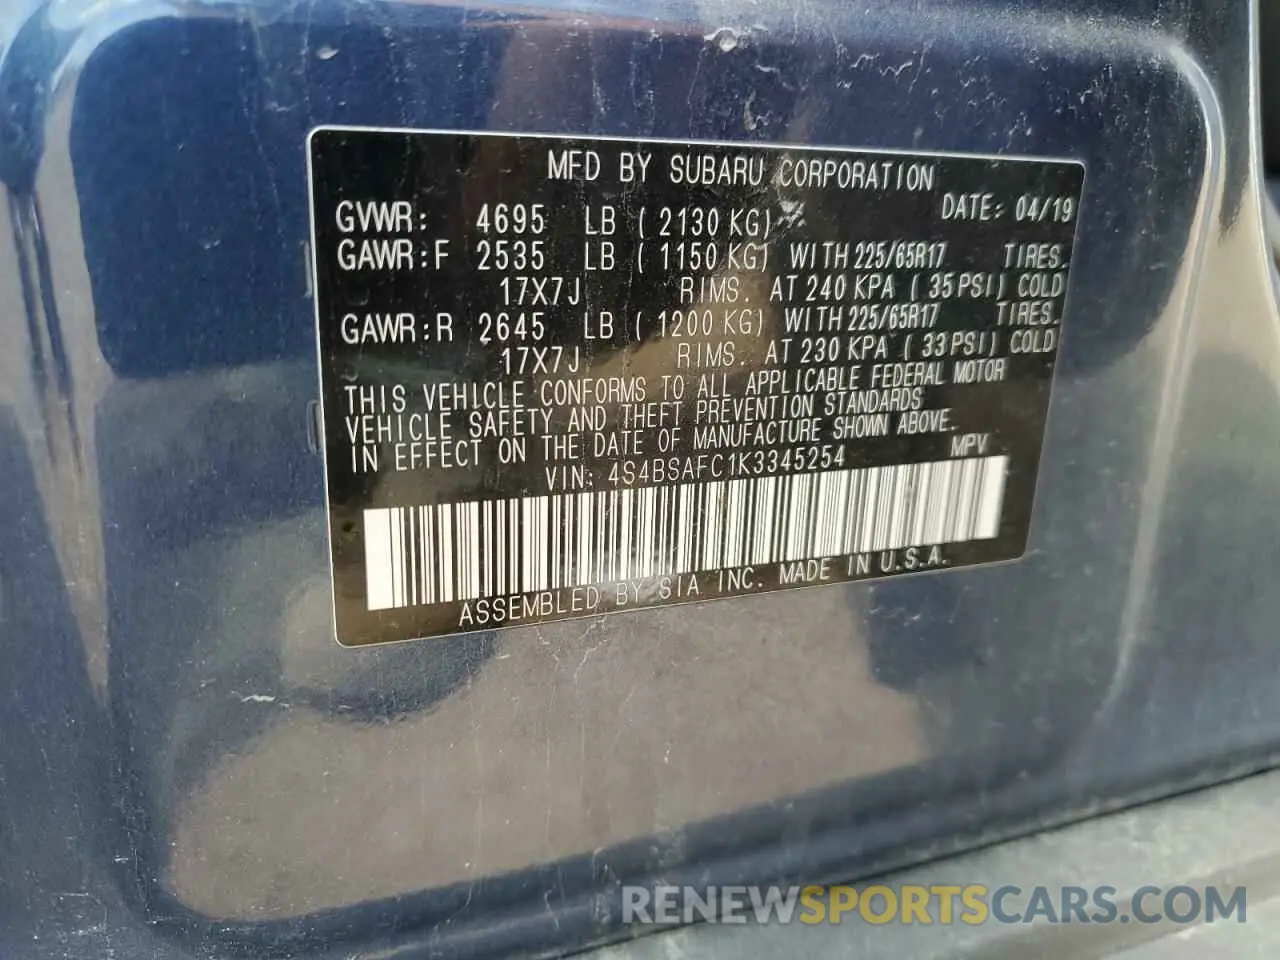 MFD BY SUBARU CORPORATION
DATE: 04/19
GVWR: 4695 LB ( 2130 KG)
GAWR:F 2535 LB ( 1150 KG) WITH 225/65R17 TIRES.
17X7J RIMS. AT 240 KPA ( 35 PSI) COLD
GAWR:R 2645 LB ( 1200 KG) WITH 225/65R17 TIRES.
17X7J RIMS. AT 230 KPA ( 33 PSI) COLD
THIS VEHICLE CONFORMS TO ALL APPLICABLE FEDERAL MOTOR
VEHICLE SAFETY AND THEFT PREVENTION STANDARDS
IN EFFECT ON THE DATE OF MANUFACTURE SHOWN ABOVE.
VIN: 4S4BSAFC1K3345254 MPV
ASSEMBLED BY SIA INC. MADE IN U.S.A.
RENEWSPORTSCARS.COM